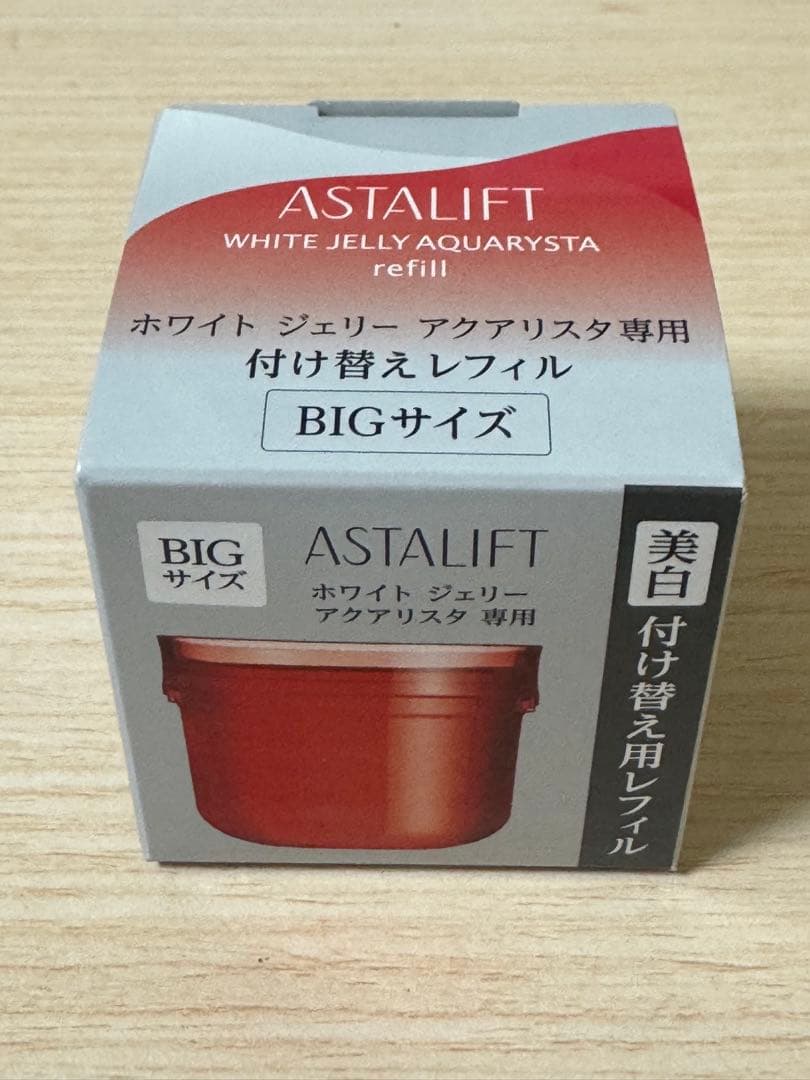 ASTALIFT
WHITE JELLY AQUARYSTA
refill
ホワイト ジェリー アクアリスタ専用
付け替えレフィル
BIGサイズ
BIG
サイズ
ASTALIFT
ホワイト ジェリー
アクアリスタ 専用
美白
付け替え用レフィル